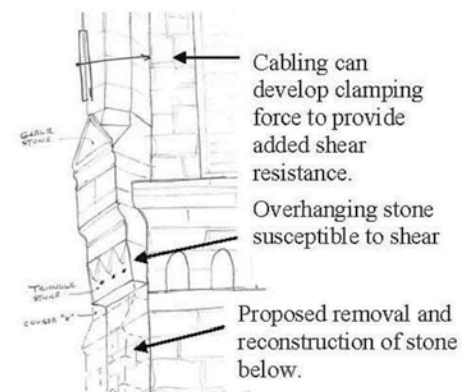 Cabling can
develop clamping
force to provide
added shear
resistance.
GABLE
STONE
Overhanging stone
susceptible to shear
TRIANGLE
STONE
COURSE "X"
Proposed removal and
reconstruction of stone
below.